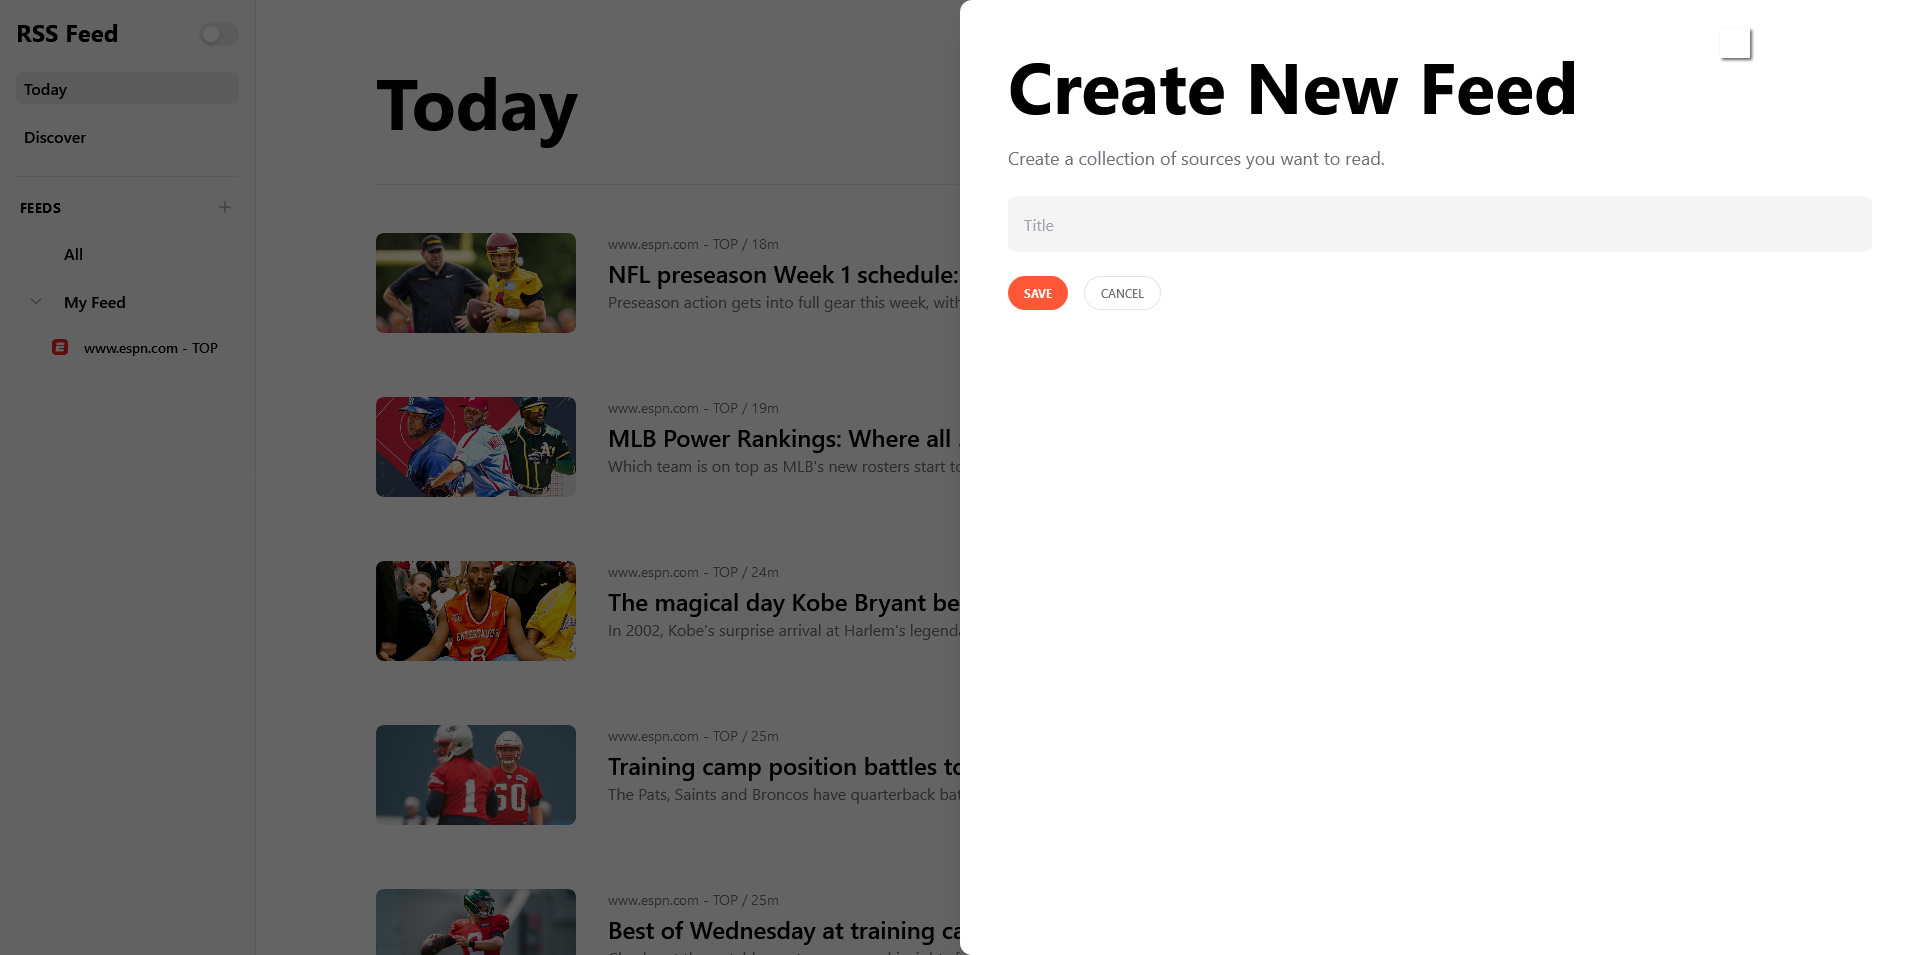 RSS Feed
Today
Discover
FEEDS
All
My Feed
www.espn.com - TOP
Today
www.espn.com - TOP / 18m
NFL preseason Week 1 schedule:
Preseason action gets into full gear this week, with
www.espn.com - TOP / 19m
MLB Power Rankings: Where all
Which team is on top as MLB's new rosters start to
www.espn.com - TOP / 24m
The magical day Kobe Bryant be
In 2002, Kobe's surprise arrival at Harlem's legenda
www.espn.com - TOP / 25m
Training camp position battles to
The Pats, Saints and Broncos have quarterback bat
www.espn.com - TOP / 25m
Best of Wednesday at training ca
Create New Feed
Create a collection of sources you want to read.
Title
SAVE
CANCEL